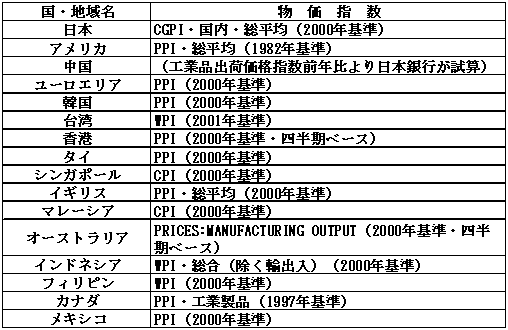 国・地域名 物 価 指 数
日本 CGPI・国内・総平均（2000年基準）
アメリカ PPI・総平均（1982年基準）
中国 （工業品出荷価格指数前年比より日本銀行が試算）
ユーロエリア PPI（2000年基準）
韓国 PPI（2000年基準）
台湾 WPI（2001年基準）
香港 PPI（2000年基準・四半期ベース）
タイ PPI（2000年基準）
シンガポール CPI（2000年基準）
イギリス PPI・総平均（2000年基準）
マレーシア CPI（2000年基準）
オーストラリア PRICES:MANUFACTURING OUTPUT（2000年基準・四半
期ベース）
インドネシア WPI・総合（除く輸出入）（2000年基準）
フィリピン WPI（2000年基準）
カナダ PPI・工業製品（1997年基準）
メキシコ PPI（2000年基準）